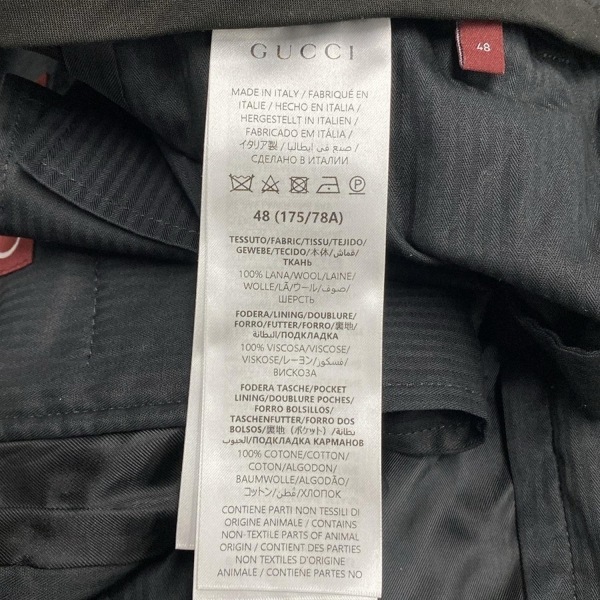 GUCCI
48
MADE IN ITALY / FABRIQUÉ EN
ITALIE / HECHO EN ITALIA /
HERGESTELLT IN ITALIEN /
FABRICADO EM ITÁLIA /
イタリア製 / صنع في ايطاليا /
СДЕЛАНО В ИТАЛИИ
48 (175/78A)
TESSUTO/FABRIC/TISSU/TEJIDO/
GEWEBE/TECIDO/本体/قماش/
ТКАНЬ
100% LANA/WOOL/LAINE/
WOLLE/LÃ/ウール/صوف/
ШЕРСТЬ
FODERA/LINING/DOUBLURE/
FORRO/FUTTER/FORRO/裏地/
البطانة/ПОДКЛАДКА
100% VISCOSA/VISCOSE/
VISKOSE/レーヨン/فسكوز/
ВИСКОЗА
FODERA TASCHE/POCKET
LINING/DOUBLURE POCHES/
FORRO BOLSILLOS/
TASCHENFUTTER/FORRO DOS
BOLSOS/裏地(ポケット)/بطانة
الجيوب/ПОДКЛАДКА КАРМАНОВ
100% COTONE/COTTON/
COTON/ALGODON/
BAUMWOLLE/ALGODÃO/
コットン/قطن/ХЛОПОК
CONTIENE PARTI NON TESSILI DI
ORIGINE ANIMALE / CONTAINS
NON-TEXTILE PARTS OF ANIMAL
ORIGIN / CONTIENT DES PARTIES
NON TEXTILES D'ORIGINE
ANIMALE / CONTIENE PARTES NO